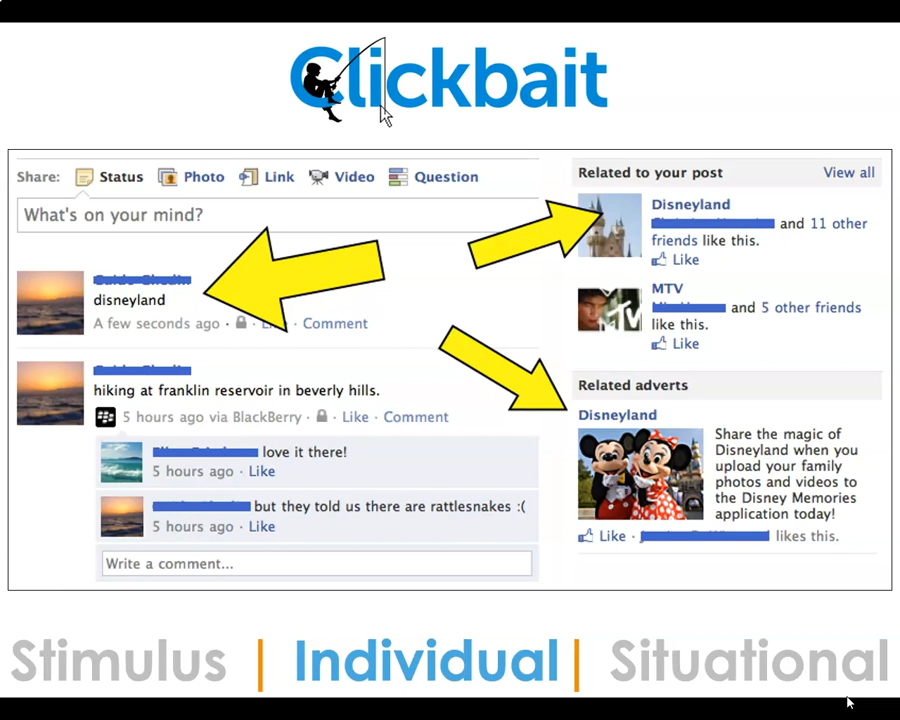 Clickbait
Share: Status Photo Link Video Question
What's on your mind?
disneyland
A few seconds ago · Comment
hiking at franklin reservoir in beverly hills.
5 hours ago via BlackBerry · Like · Comment
love it there!
5 hours ago · Like
but they told us there are rattlesnakes :(
5 hours ago · Like
Write a comment...
Related to your post View all
Disneyland
and 11 other
friends like this.
Like
MTV
and 5 other friends
like this.
Like
Related adverts
Disneyland
Share the magic of
Disneyland when you
upload your family
photos and videos to
the Disney Memories
application today!
Like · likes this.
Stimulus | Individual | Situational